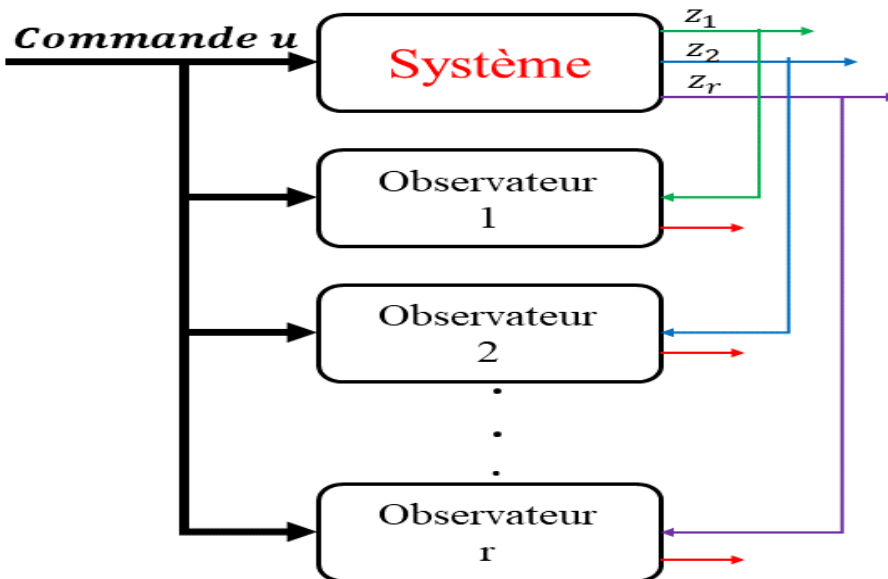 Commande u
Système
z₁
z₂
zᵣ
Observateur
1
Observateur
2
Observateur
r